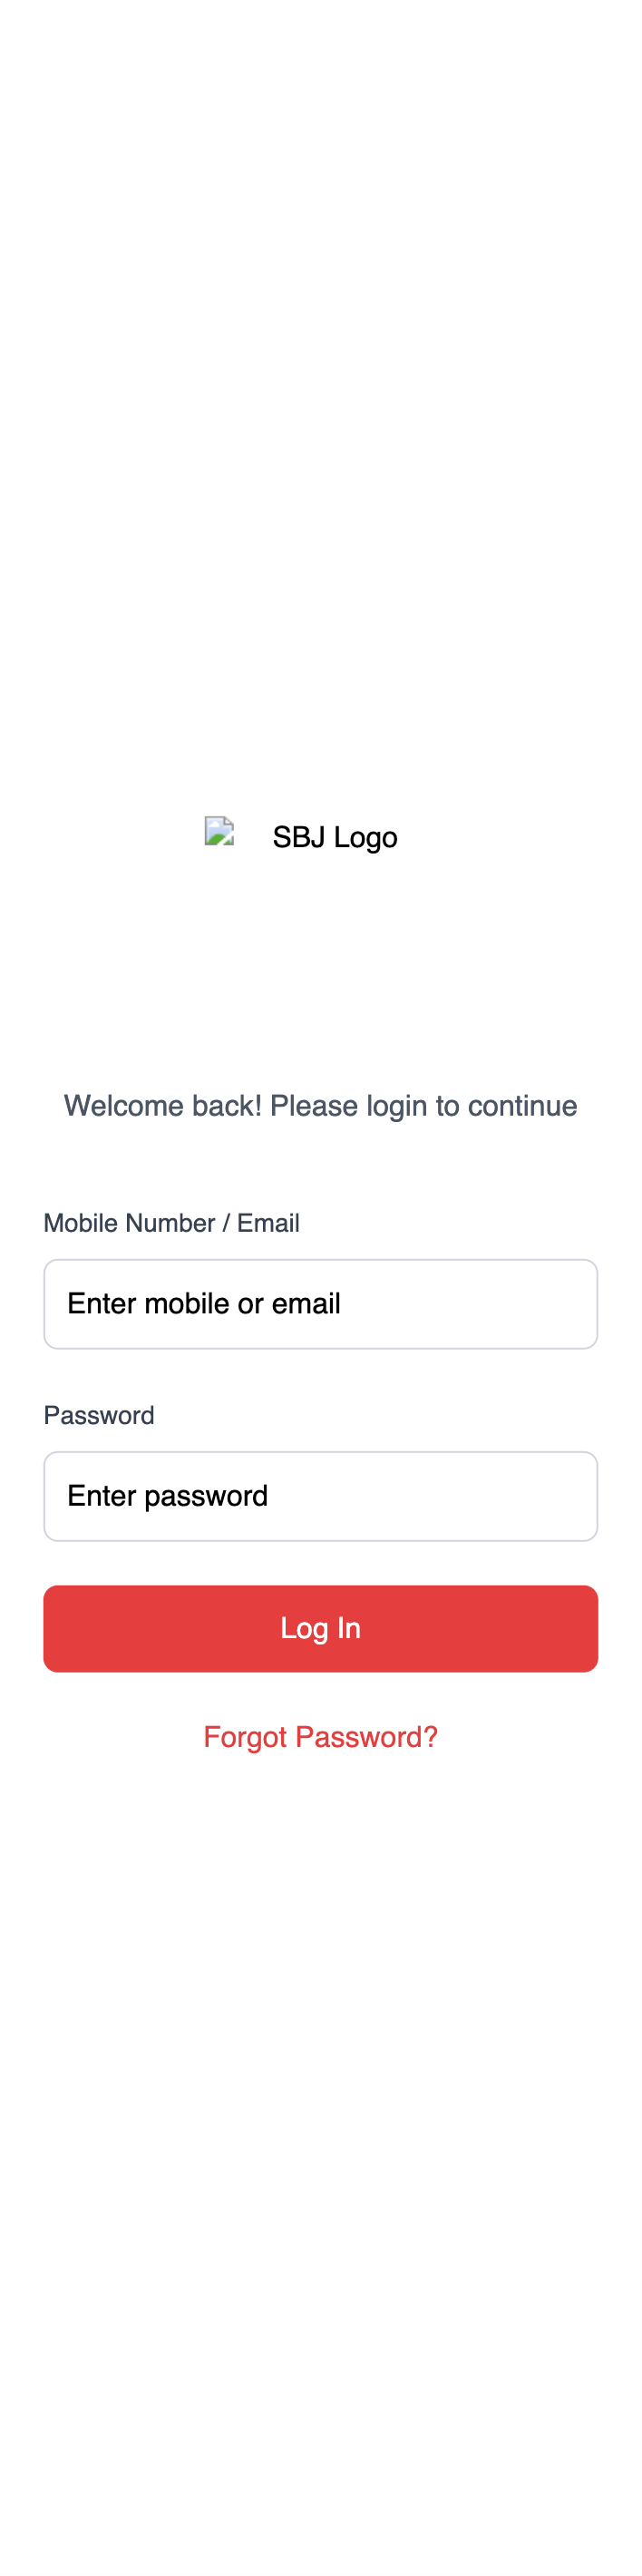 SBJ Logo
Welcome back! Please login to continue
Mobile Number / Email
Enter mobile or email
Password
Enter password
Log In
Forgot Password?